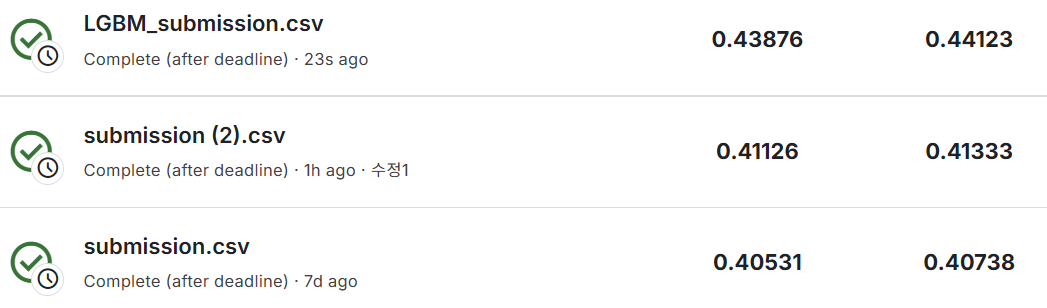 LGBM_submission.csv
Complete (after deadline) · 23s ago
0.43876 0.44123
submission (2).csv
Complete (after deadline) · 1h ago · 수정1
0.41126 0.41333
submission.csv
Complete (after deadline) · 7d ago
0.40531 0.40738